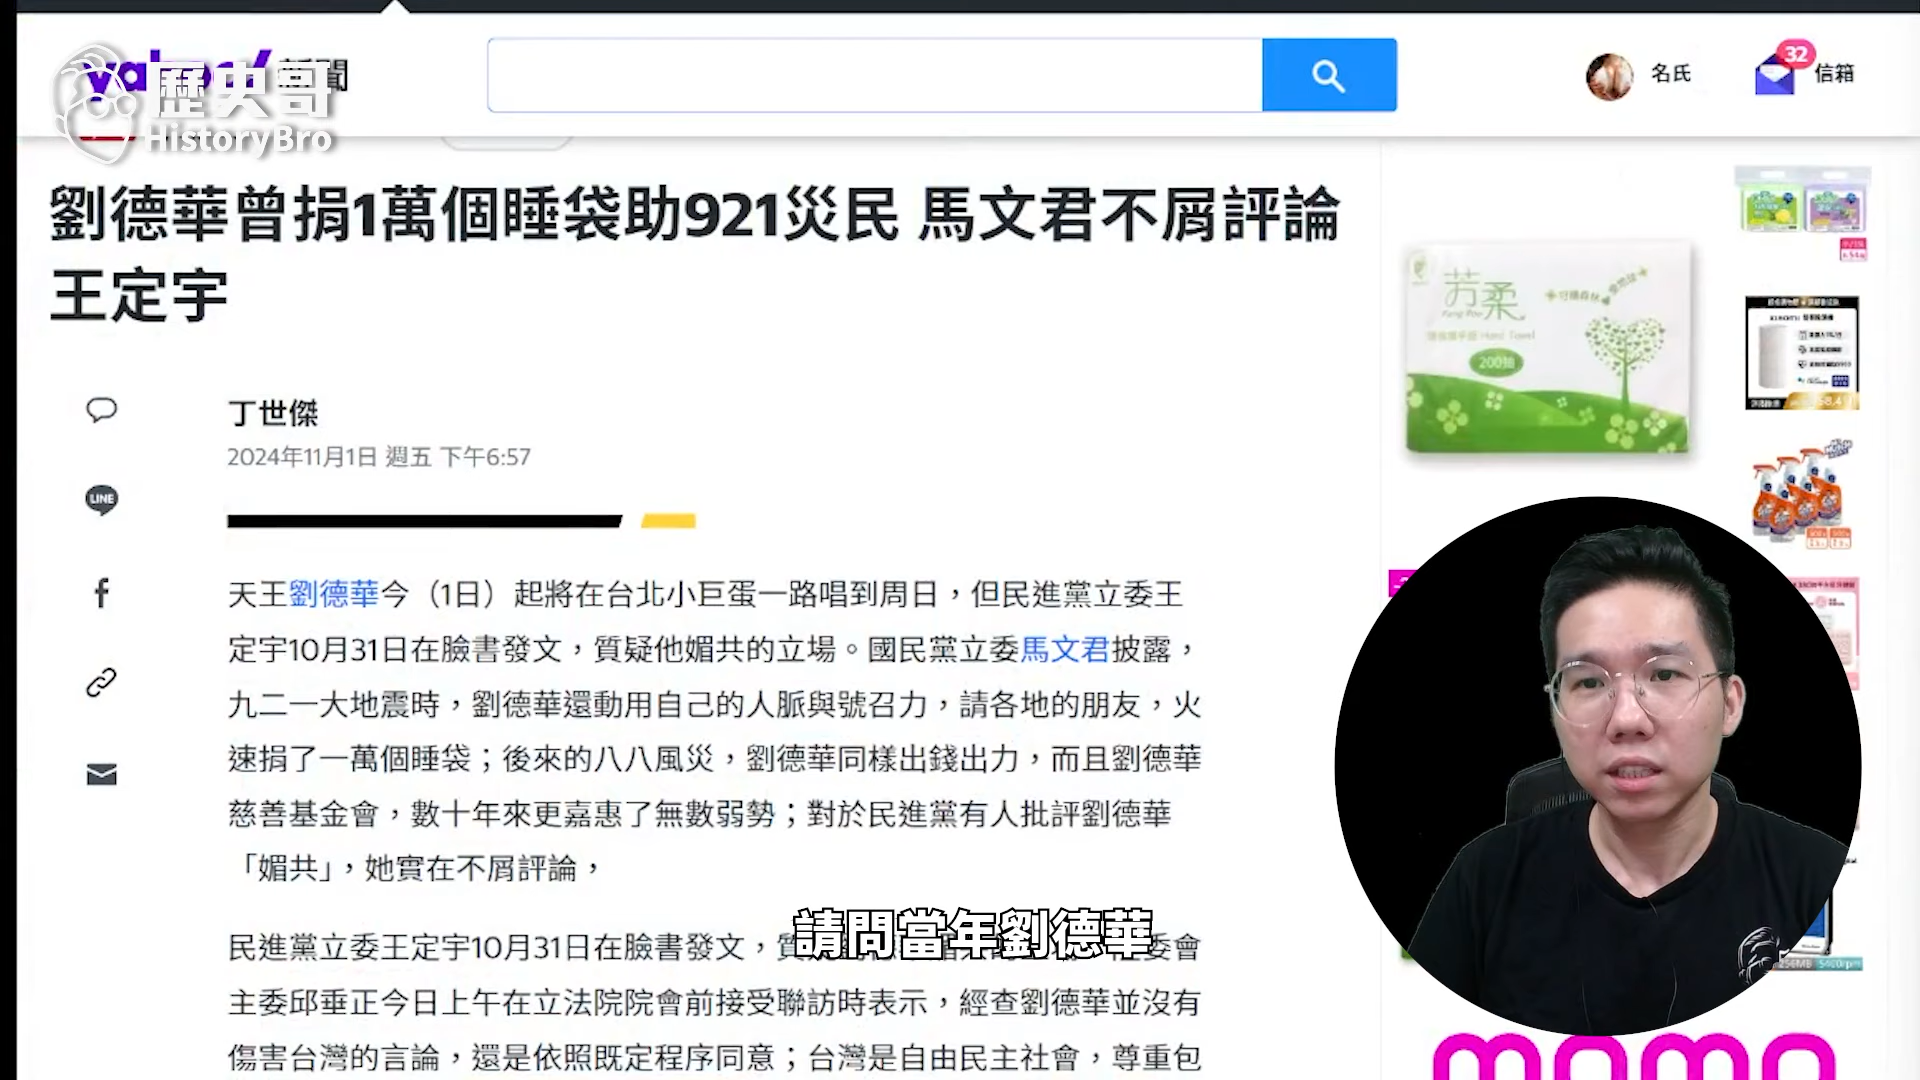 yahoo!新聞
歷史哥
HistoryBro
名氏
32
信箱
劉德華曾捐1萬個睡袋助921災民 馬文君不屑評論
王定宇
丁世傑
2024年11月1日 週五 下午6:57
LINE
天王劉德華今（1日）起將在台北小巨蛋一路唱到周日，但民進黨立委王
定宇10月31日在臉書發文，質疑他媚共的立場。國民黨立委馬文君披露，
九二一大地震時，劉德華還動用自己的人脈與號召力，請各地的朋友，火
速捐了一萬個睡袋；後來的八八風災，劉德華同樣出錢出力，而且劉德華
慈善基金會，數十年來更嘉惠了無數弱勢；對於民進黨有人批評劉德華
「媚共」，她實在不屑評論，
民進黨立委王定宇10月31日在臉書發文，質
委會
請問當年劉德華
主委邱垂正今日上午在立法院院會前接受聯訪時表示，經查劉德華並沒有
傷害台灣的言論，還是依照既定程序同意；台灣是自由民主社會，尊重包
芳柔
Hand Towel
200抽
256MB
5400rpm
momo